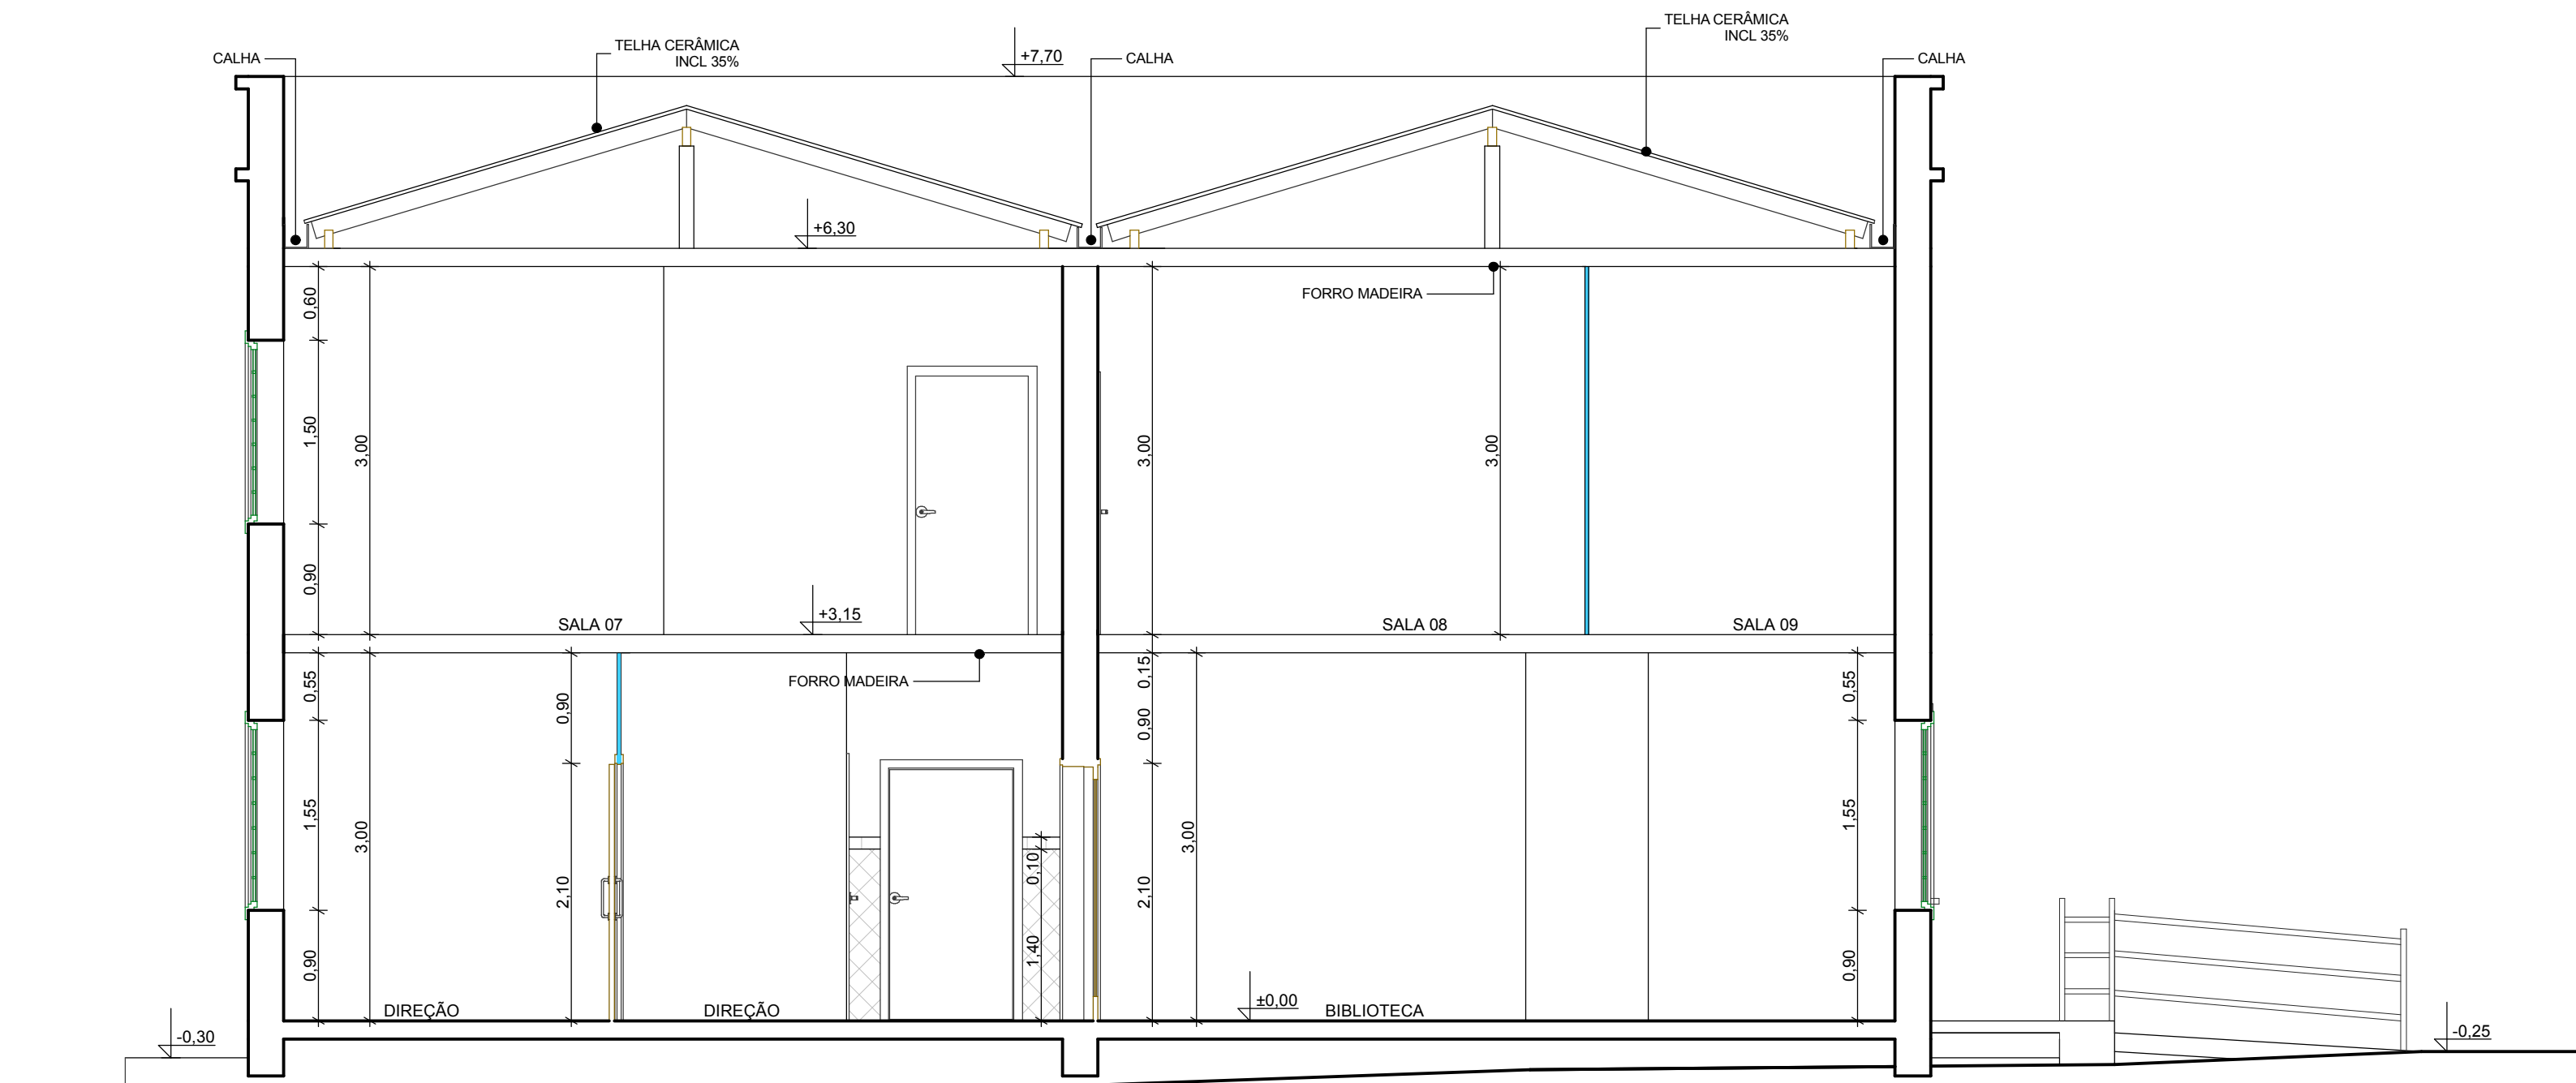 TELHA CERÂMICA
INCL 35%
TELHA CERÂMICA
INCL 35%
CALHA
+7,70
CALHA
CALHA
+6,30
0,60
FORRO MADEIRA
1,50
3,00
3,00
3,00
0,90
SALA 07
+3,15
SALA 08
SALA 09
0,55
0,90
FORRO MADEIRA
0,15
0,90
0,55
1,55
3,00
2,10
0,10
1,40
2,10
3,00
1,55
0,90
0,90
DIREÇÃO
DIREÇÃO
±0,00
BIBLIOTECA
-0,30
-0,25